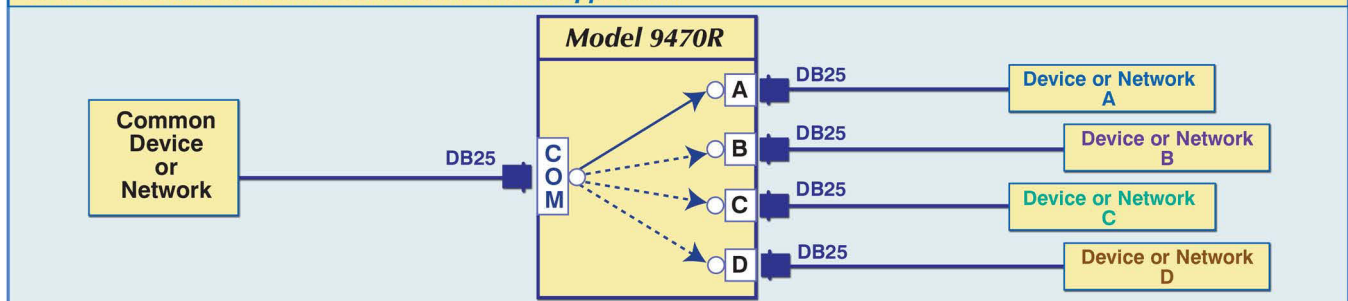 Model 9470R
Common
Device
or
Network
DB25
C
O
M
A
DB25
Device or Network
A
B
DB25
Device or Network
B
C
DB25
Device or Network
C
D
DB25
Device or Network
D